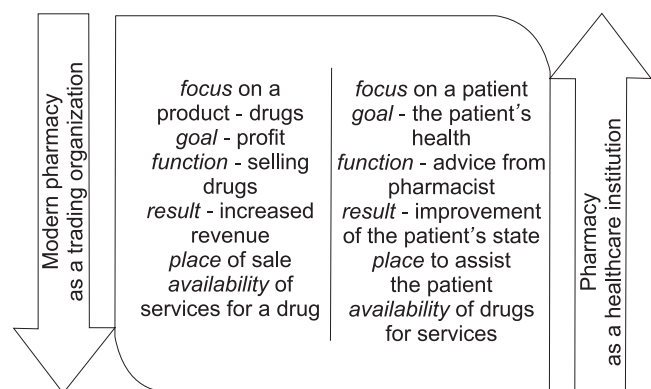 Modern pharmacy
as a trading organization
focus on a
product - drugs
goal - profit
function - selling
drugs
result - increased
revenue
place of sale
availability of
services for a drug
focus on a patient
goal - the patient's
health
function - advice from
pharmacist
result - improvement
of the patient's state
place to assist
the patient
availability of drugs
for services
Pharmacy
as a healthcare institution